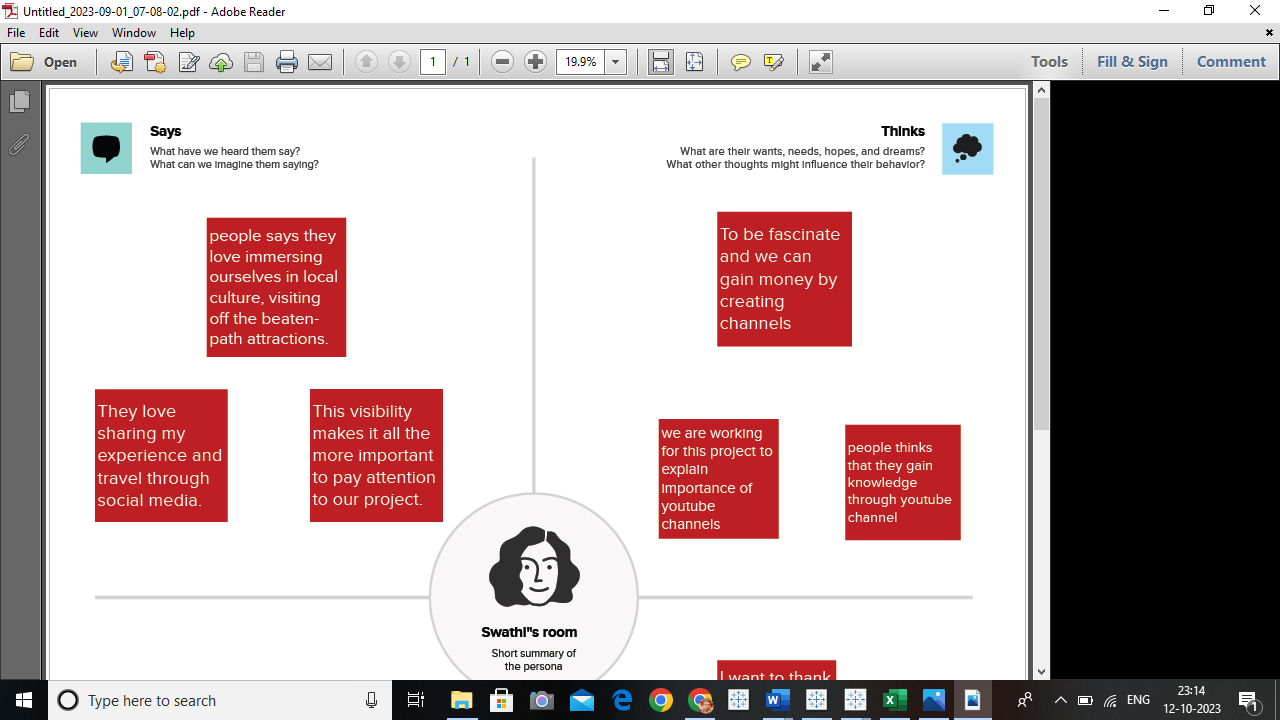 Untitled_2023-09-01_07-08-02.pdf - Adobe Reader
File Edit View Window Help
Open
1 / 1
19.9%
Tools
Fill & Sign
Comment
Says
What have we heard them say?
What can we imagine them saying?
Thinks
What are their wants, needs, hopes, and dreams?
What other thoughts might influence their behavior?
people says they
love immersing
ourselves in local
culture, visiting
off the beaten-
path attractions.
They love
sharing my
experience and
travel through
social media.
This visibility
makes it all the
more important
to pay attention
to our project.
To be fascinate
and we can
gain money by
creating
channels
we are working
for this project to
explain
importance of
youtube
channels
people thinks
that they gain
knowledge
through youtube
channel
Swathi"s room
Short summary of
the persona
I want to thank
Type here to search
ENG
23:14
12-10-2023
1